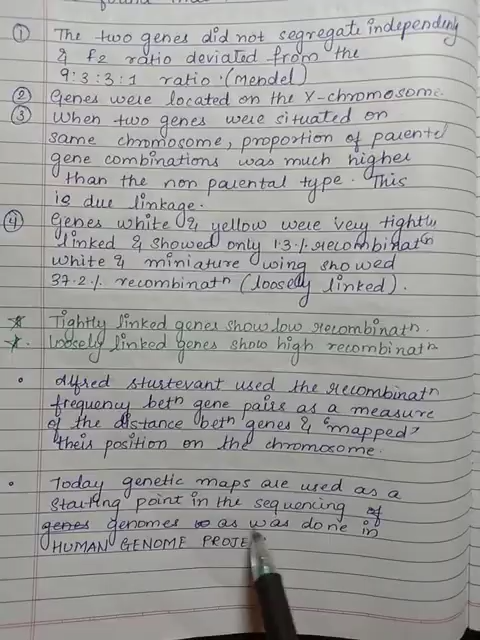 ① The two genes did not segregate independently
& f2 ratio deviated from the
9:3:3:1 ratio. (Mendel)
② Genes were located on the X-chromosome.
③ When two genes were situated on
same chromosome, proportion of parental
gene combinations was much higher
than the non parental type. This
is due linkage.
④ Genes white & yellow were very tightly
linked & showed only 1.3% recombinatn
white & miniature wing showed
37.2% recombinatn (loosely linked).
* Tightly linked genes show low recombinatn.
* Loosely linked genes show high recombinatn
• Alfred sturtevant used the recombinatn
frequency betn gene pairs as a measure
of the distance betn genes & "mapped"
their position on the chromosome.
• Today genetic maps are used as a
starting point in the sequencing of
genes genomes as was done in
HUMAN GENOME PROJE